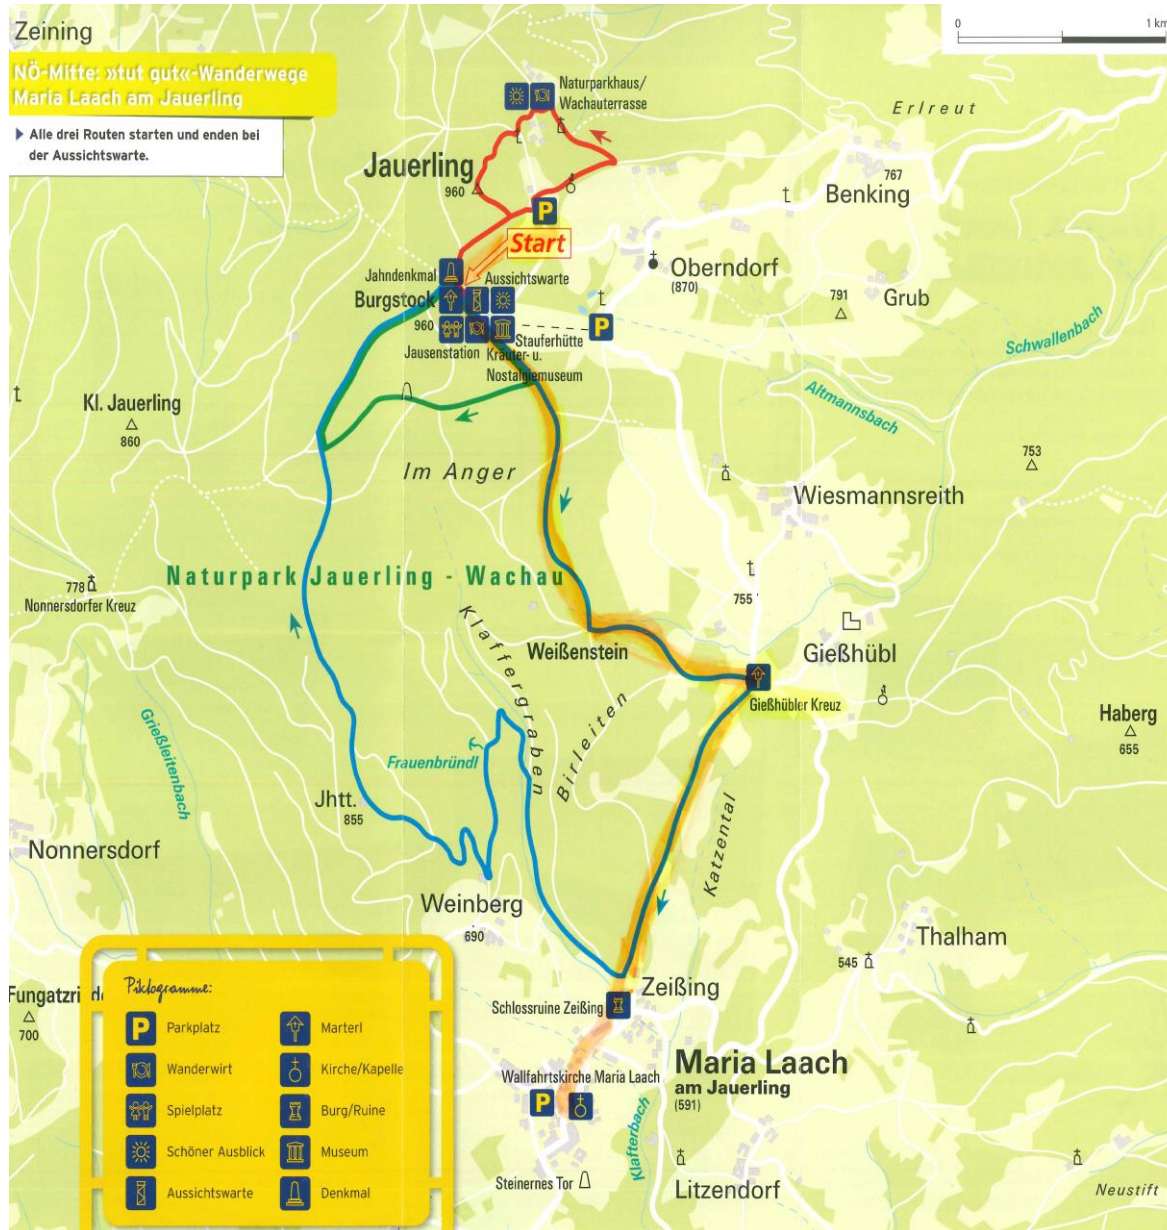 Zeining
0 1 km
NÖ-Mitte: »tut gut«-Wanderwege
Maria Laach am Jauerling
▶ Alle drei Routen starten und enden bei
der Aussichtswarte.
Naturparkhaus/
Wachauterrasse
Erlreut
Jauerling
960
767
Benking
P
Start
Oberndorf
(870)
Jahndenkmal
Aussichtswarte
Burgstock
960
791
Grub
P
Stauferhütte
Jausenstation
Kräuter- u.
Nostalgiemuseum
Schwallenbach
Altmannsbach
Kl. Jauerling
860
Im Anger
753
Wiesmannsreith
Naturpark Jauerling - Wachau
778
Nonnersdorfer Kreuz
755
Klaffergraben
Weißenstein
Gießhübl
Gießhübler Kreuz
Birleiten
Haberg
655
Grießleitenbach
Frauenbründl
Jhtt.
855
Katzental
Nonnersdorf
Weinberg
690
Thalham
545
Zeißing
Schlossruine Zeißing
700
Maria Laach
am Jauerling
(591)
Wallfahrtskirche Maria Laach
P
Klafterbach
Steinernes Tor
Litzendorf
Neustift
Piktogramme:
P Parkplatz
Marterl
Wanderwirt
Kirche/Kapelle
Spielplatz
Burg/Ruine
Schöner Ausblick
Museum
Aussichtswarte
Denkmal